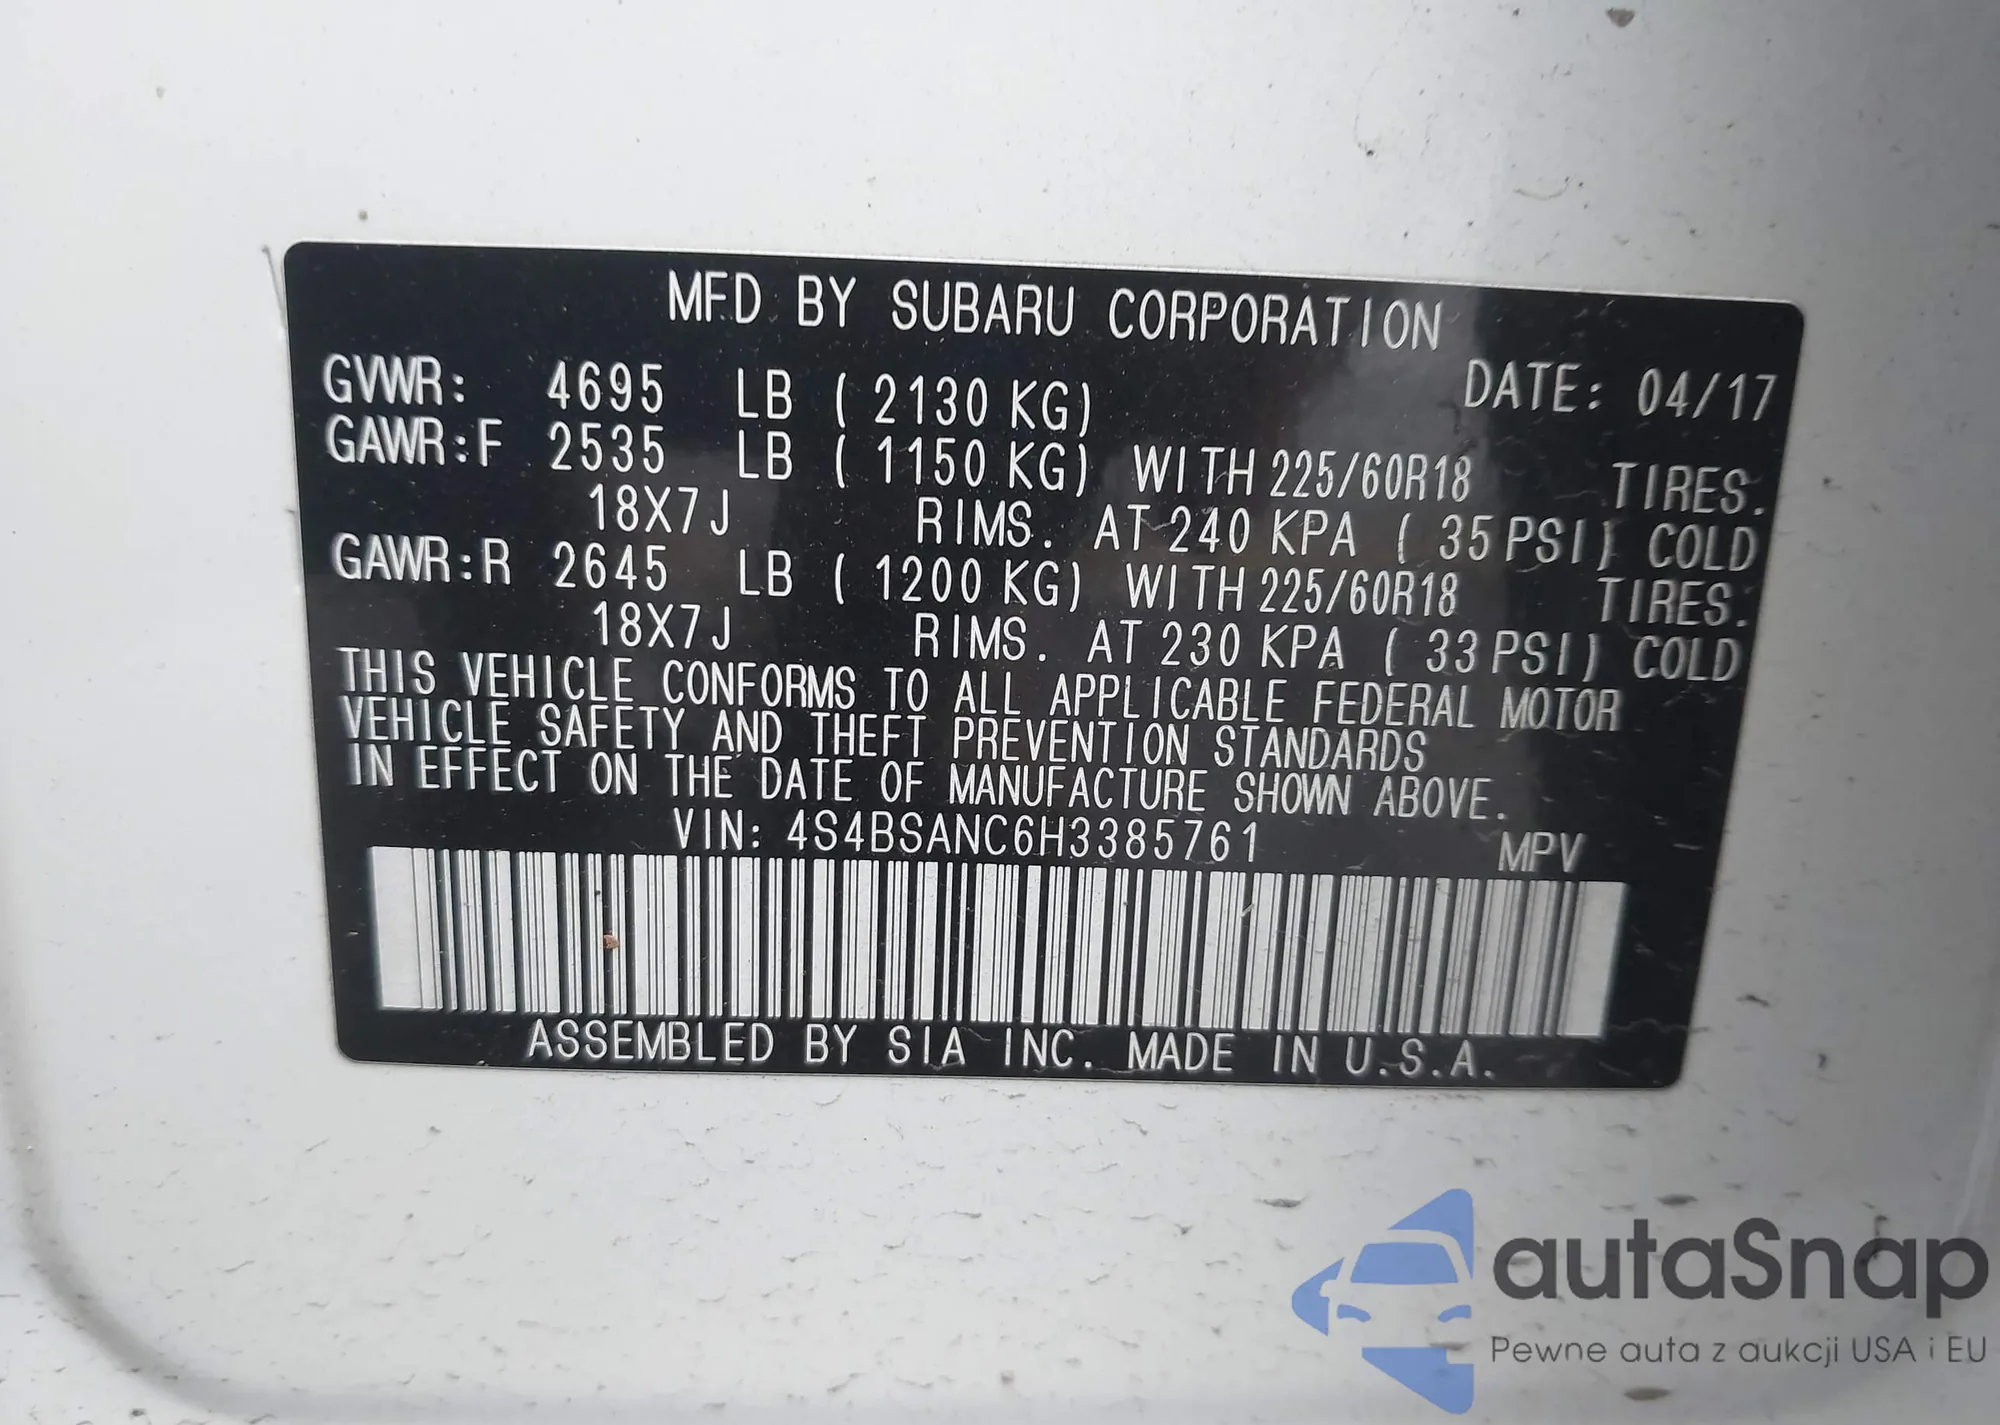 MFD BY SUBARU CORPORATION
GVWR: 4695 LB ( 2130 KG) DATE: 04/17
GAWR:F 2535 LB ( 1150 KG) WITH 225/60R18 TIRES.
18X7J RIMS. AT 240 KPA ( 35 PSI) COLD
GAWR:R 2645 LB ( 1200 KG) WITH 225/60R18 TIRES.
18X7J RIMS. AT 230 KPA ( 33 PSI) COLD
THIS VEHICLE CONFORMS TO ALL APPLICABLE FEDERAL MOTOR
VEHICLE SAFETY AND THEFT PREVENTION STANDARDS
IN EFFECT ON THE DATE OF MANUFACTURE SHOWN ABOVE.
VIN: 4S4BSANC6H3385761 MPV
ASSEMBLED BY SIA INC. MADE IN U.S.A.
autaSnap
Pewne auta z aukcji USA i EU